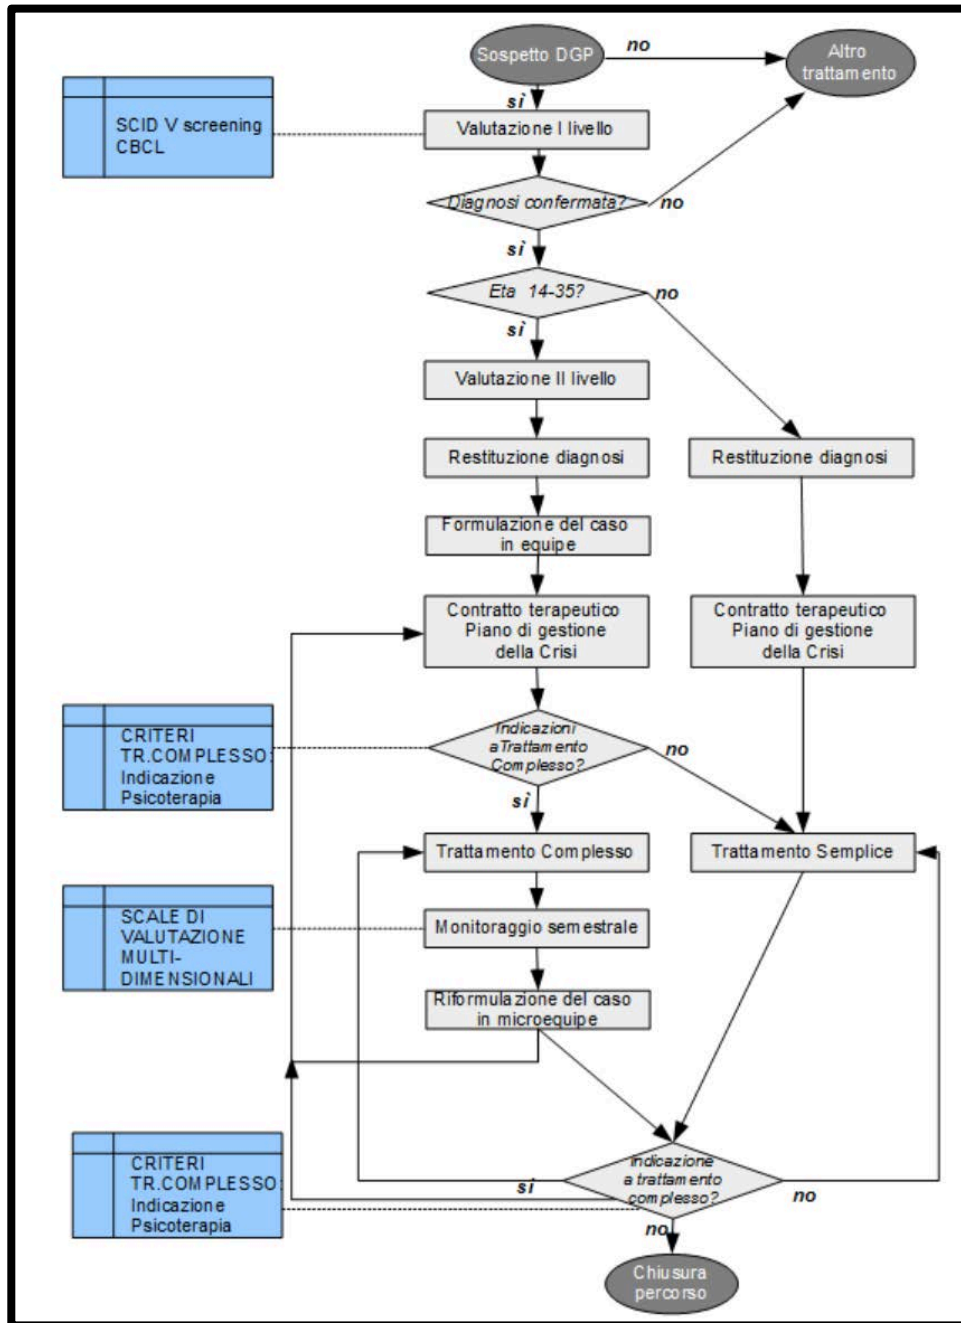 Sospetto DGP
no
Altro
trattamento
sì
SCID V screening
CBCL
Valutazione I livello
Diagnosi confermata?
no
sì
Eta 14-35?
no
sì
Valutazione II livello
Restituzione diagnosi
Restituzione diagnosi
Formulazione del caso
in equipe
Contratto terapeutico
Piano di gestione
della Crisi
Contratto terapeutico
Piano di gestione
della Crisi
CRITERI
TR.COMPLESSO:
Indicazione
Psicoterapia
Indicazioni
aTrattamento
Complesso?
no
sì
Trattamento Complesso
Trattamento Semplice
SCALE DI
VALUTAZIONE
MULTI-
DIMENSIONALI
Monitoraggio semestrale
Riformulazione del caso
in microequipe
CRITERI
TR.COMPLESSO:
Indicazione
Psicoterapia
indicazione
a trattamento
complesso?
si
no
no
Chiusura
percorso